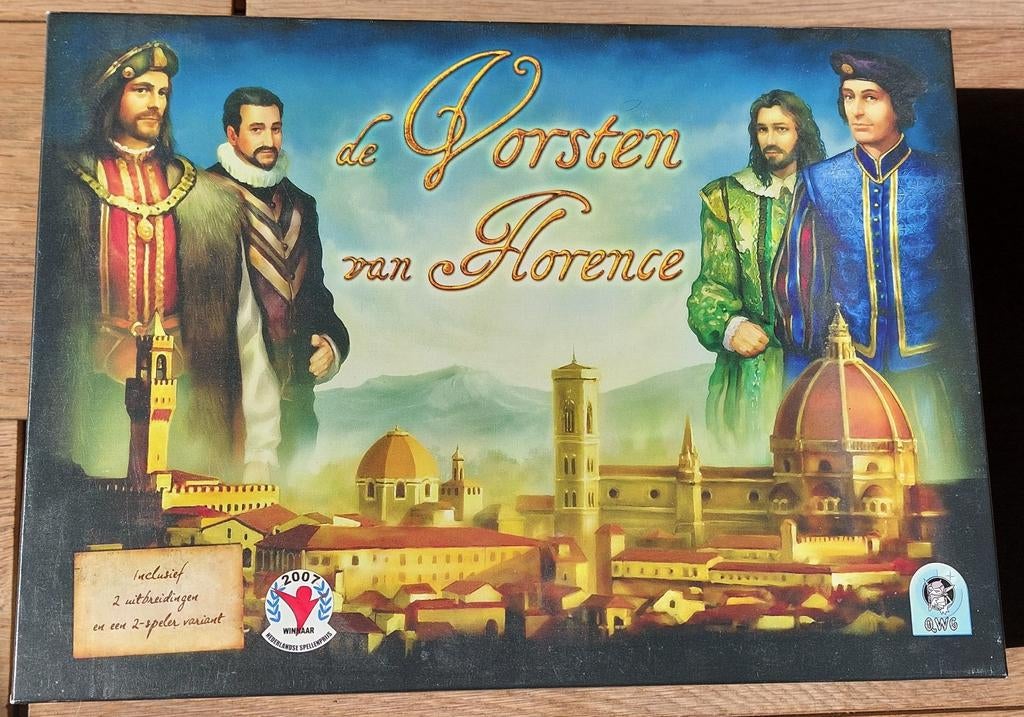 de Vorsten
van Florence
Inclusief
2 uitbreidingen
en een 2-speler variant
2007
WINNAAR
NEDERLANDSE SPELLENPRIJS
QWG